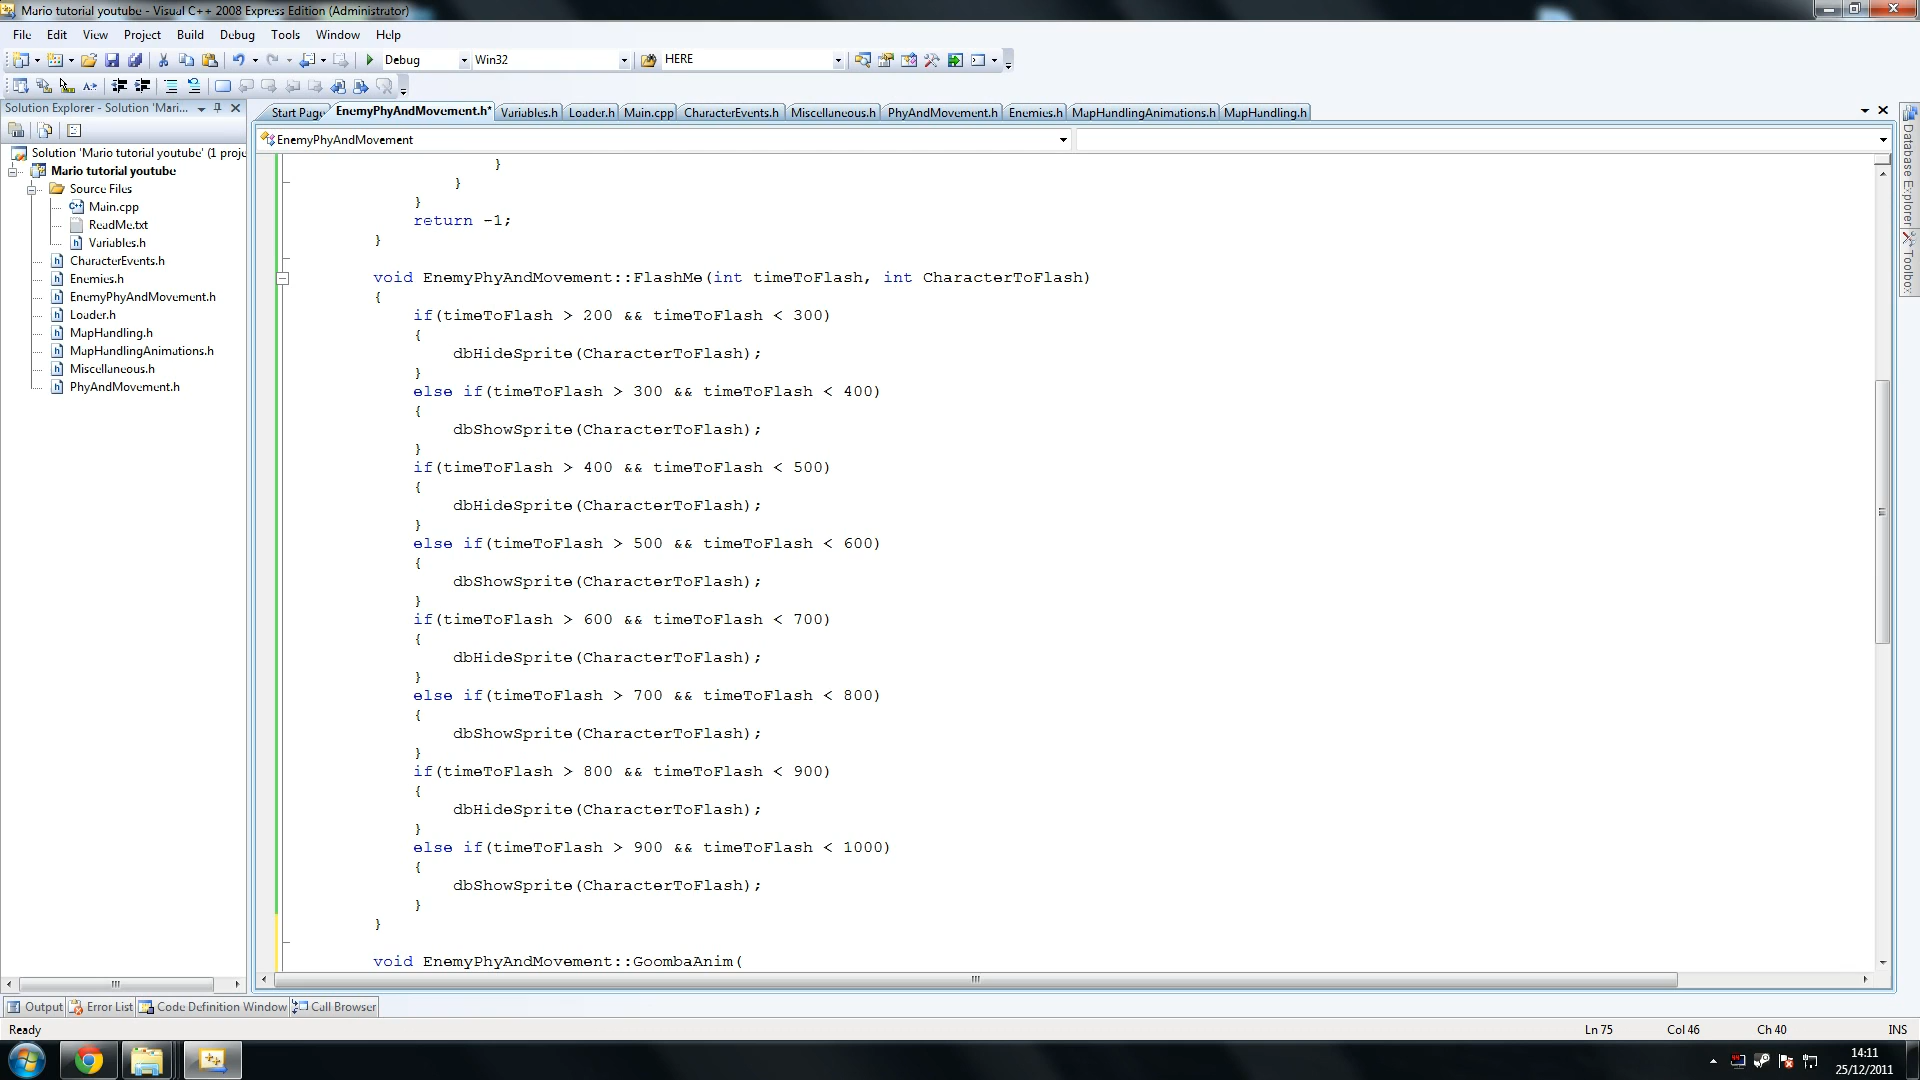 Mario tutorial youtube - Visual C++ 2008 Express Edition (Administrator)
File Edit View Project Build Debug Tools Window Help
Debug Win32 HERE
Solution Explorer - Solution 'Mari...
Start Page EnemyPhyAndMovement.h* Variables.h Loader.h Main.cpp CharacterEvents.h Miscellaneous.h PhyAndMovement.h Enemies.h MapHandlingAnimations.h MapHandling.h
EnemyPhyAndMovement
Solution 'Mario tutorial youtube' (1 proje
Mario tutorial youtube
Source Files
Main.cpp
ReadMe.txt
Variables.h
CharacterEvents.h
Enemies.h
EnemyPhyAndMovement.h
Loader.h
MapHandling.h
MapHandlingAnimations.h
Miscellaneous.h
PhyAndMovement.h
}
}
}
return -1;
}
void EnemyPhyAndMovement::FlashMe(int timeToFlash, int CharacterToFlash)
{
if(timeToFlash > 200 && timeToFlash < 300)
{
dbHideSprite(CharacterToFlash);
}
else if(timeToFlash > 300 && timeToFlash < 400)
{
dbShowSprite(CharacterToFlash);
}
if(timeToFlash > 400 && timeToFlash < 500)
{
dbHideSprite(CharacterToFlash);
}
else if(timeToFlash > 500 && timeToFlash < 600)
{
dbShowSprite(CharacterToFlash);
}
if(timeToFlash > 600 && timeToFlash < 700)
{
dbHideSprite(CharacterToFlash);
}
else if(timeToFlash > 700 && timeToFlash < 800)
{
dbShowSprite(CharacterToFlash);
}
if(timeToFlash > 800 && timeToFlash < 900)
{
dbHideSprite(CharacterToFlash);
}
else if(timeToFlash > 900 && timeToFlash < 1000)
{
dbShowSprite(CharacterToFlash);
}
}
void EnemyPhyAndMovement::GoombaAnim(
Database Explorer
Toolbox
Output Error List Code Definition Window Call Browser
Ready Ln 75 Col 46 Ch 40 INS
14:11
25/12/2011